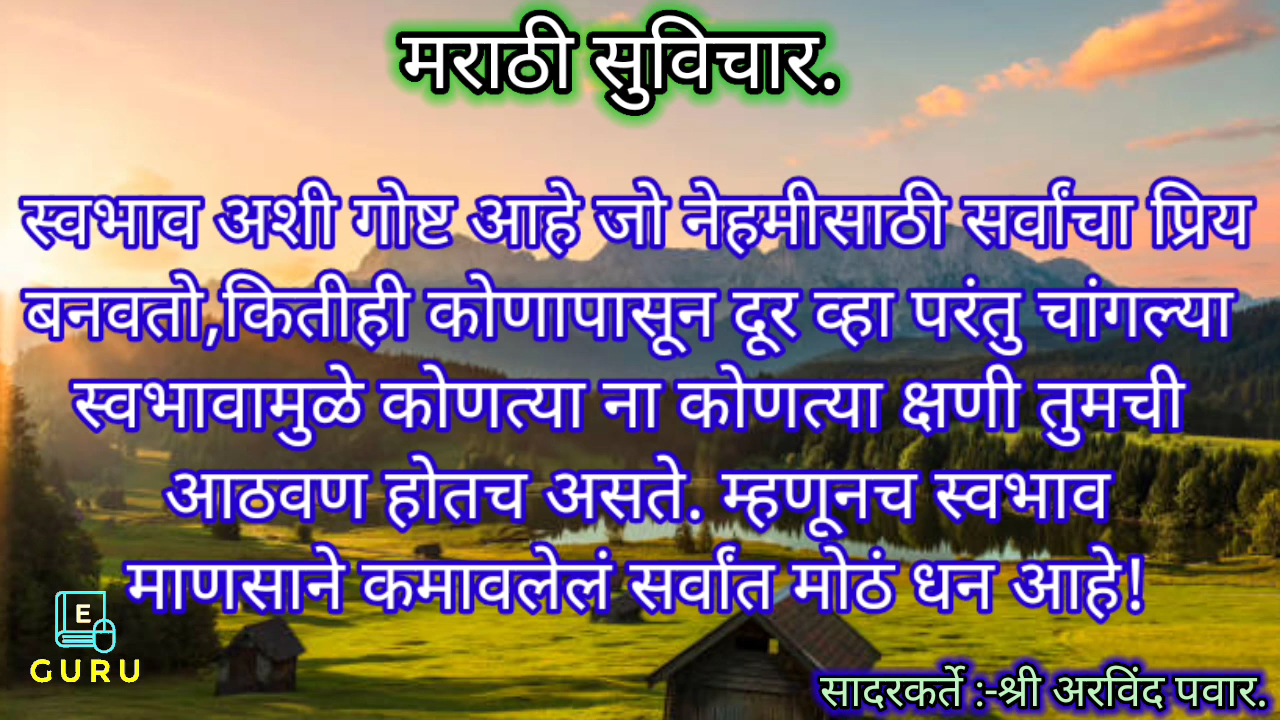 मराठी सुविचार.
स्वभाव अशी गोष्ट आहे जो नेहमीसाठी सर्वांचा प्रिय
बनवतो,कितीही कोणापासून दूर व्हा परंतु चांगल्या
स्वभावामुळे कोणत्या ना कोणत्या क्षणी तुमची
आठवण होतच असते. म्हणूनच स्वभाव
माणसाने कमावलेलं सर्वांत मोठं धन आहे!
E
GURU
सादरकर्ते :-श्री अरविंद पवार.